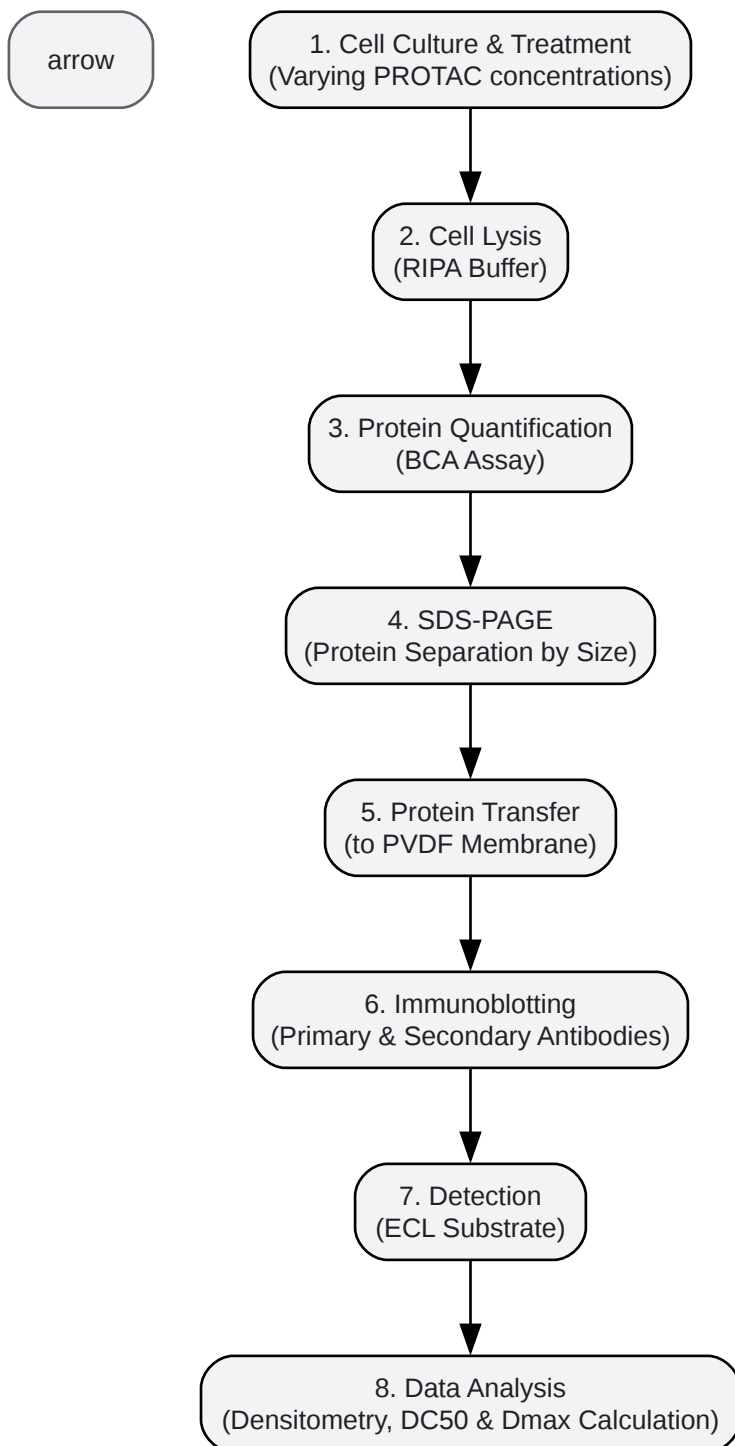 arrow
1. Cell Culture & Treatment
(Varying PROTAC concentrations)
2. Cell Lysis
(RIPA Buffer)
3. Protein Quantification
(BCA Assay)
4. SDS-PAGE
(Protein Separation by Size)
5. Protein Transfer
(to PVDF Membrane)
6. Immunoblotting
(Primary & Secondary Antibodies)
7. Detection
(ECL Substrate)
8. Data Analysis
(Densitometry, DC50 & Dmax Calculation)